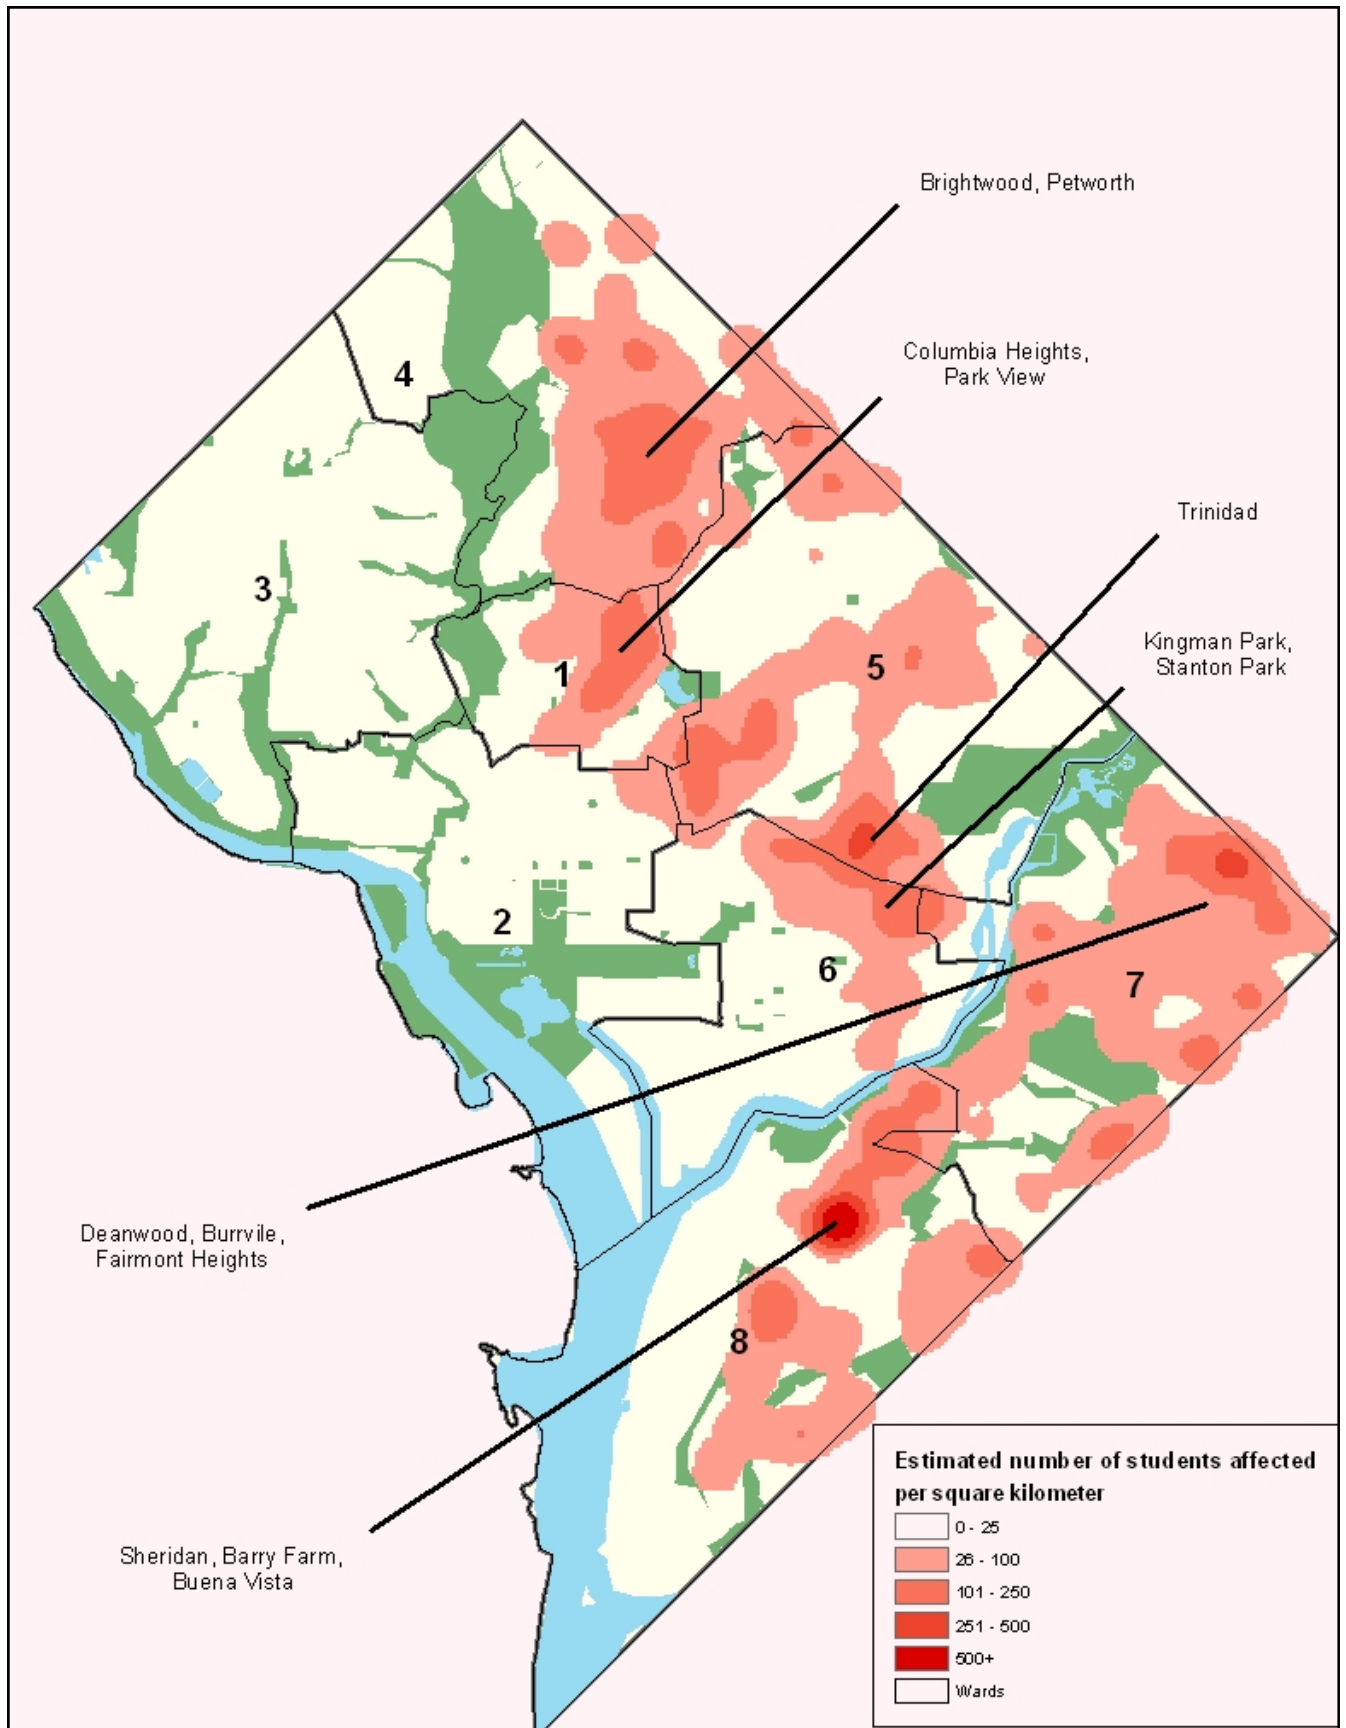 Brightwood, Petworth
Columbia Heights,
Park View
4
Trinidad
3
Kingman Park,
Stanton Park
1
5
2
6
7
Deanwood, Burrvile,
Fairmont Heights
8
Sheridan, Barry Farm,
Buena Vista
Estimated number of students affected
per square kilometer
0 - 25
26 - 100
101 - 250
251 - 500
500+
Wards